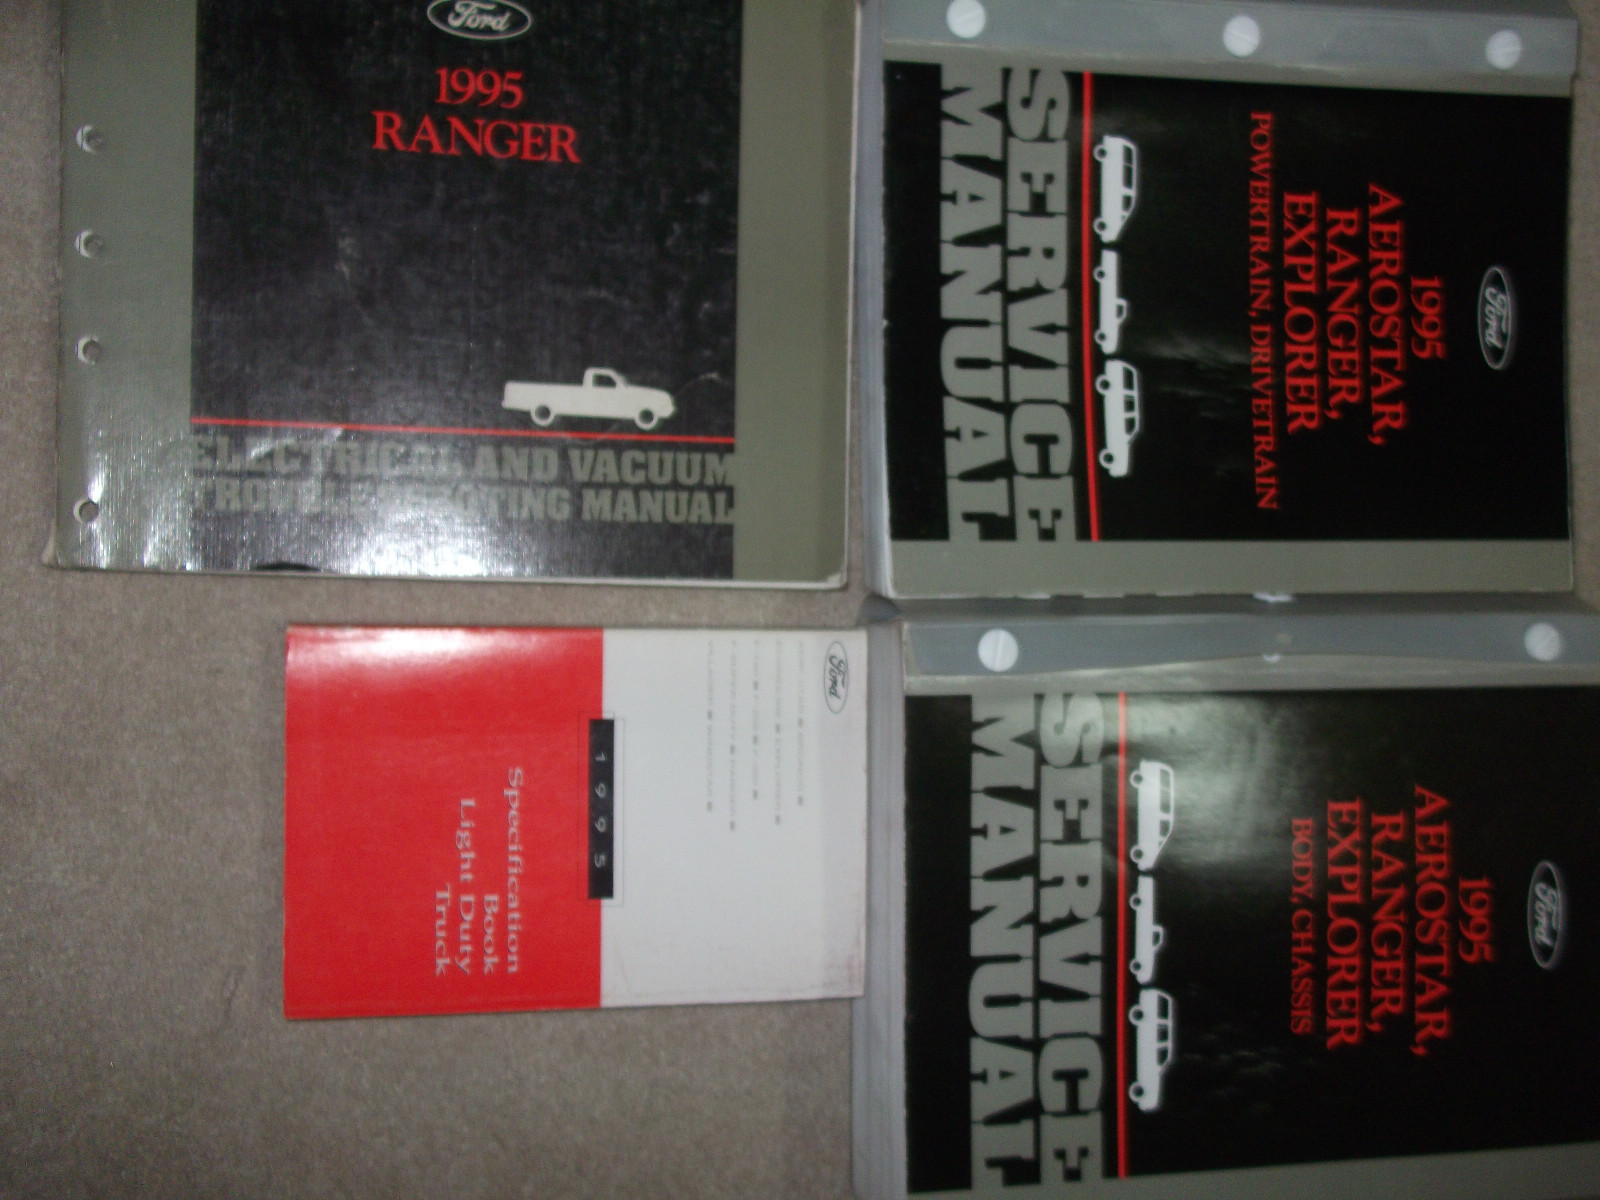 Ford
1995
RANGER
ELECTRICAL AND VACUUM
TROUBLESHOOTING MANUAL
Ford
1995
AEROSTAR,
RANGER,
EXPLORER
POWERTRAIN, DRIVETRAIN
SERVICE
MANUAL
Ford
1995
Specification
Book
Light Duty
Truck
Ford
1995
AEROSTAR,
RANGER,
EXPLORER
BODY, CHASSIS
SERVICE
MANUAL